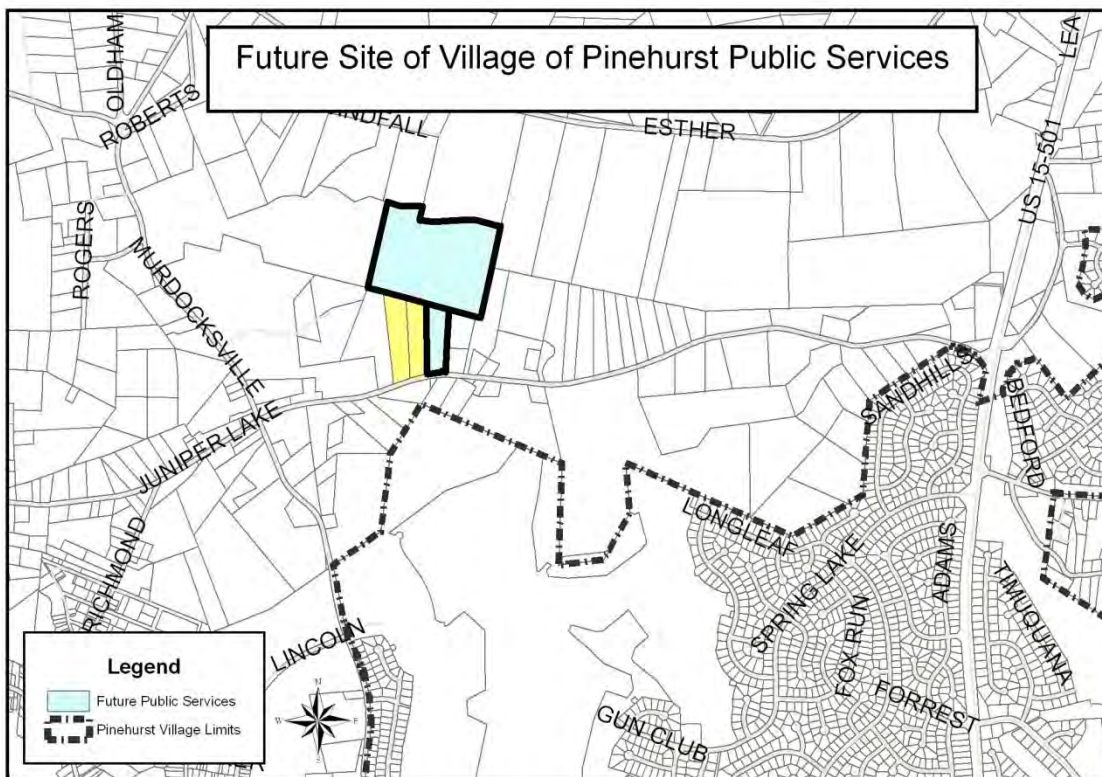 Future Site of Village of Pinehurst Public Services
OLDHAM
ROBERTS
ESTHER
LEA
US 15-501
ROGERS
MURDOCKSVILLE
JUNIPER LAKE
SANDHILLS
BEDFORD
LONGLEAF
RICHMOND
SPRING LAKE
ADAMS
TIMUQUANA
FOX RUN
LINCOLN
FORREST
GUN CLUB
Legend
Future Public Services
Pinehurst Village Limits
N
W
E
S